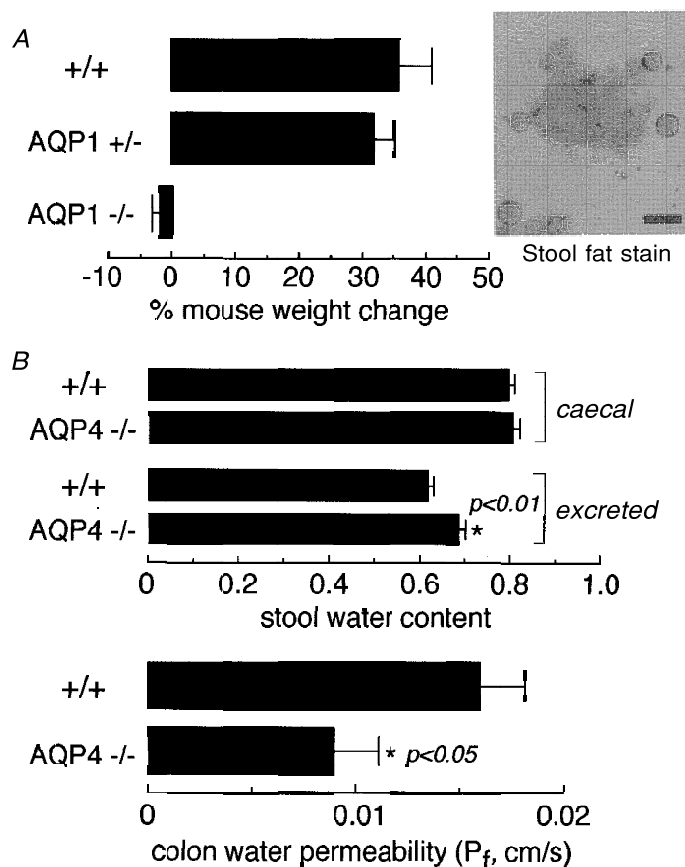 A
+/+
AQP1 +/-
AQP1 -/-
-10 0 10 20 30 40 50
% mouse weight change
Stool fat stain
B
+/+
AQP4 -/-
caecal
+/+
AQP4 -/-
p<0.01
*
excreted
0 0.2 0.4 0.6 0.8 1.0
stool water content
+/+
AQP4 -/-
* p<0.05
0 0.01 0.02
colon water permeability (Pf, cm/s)